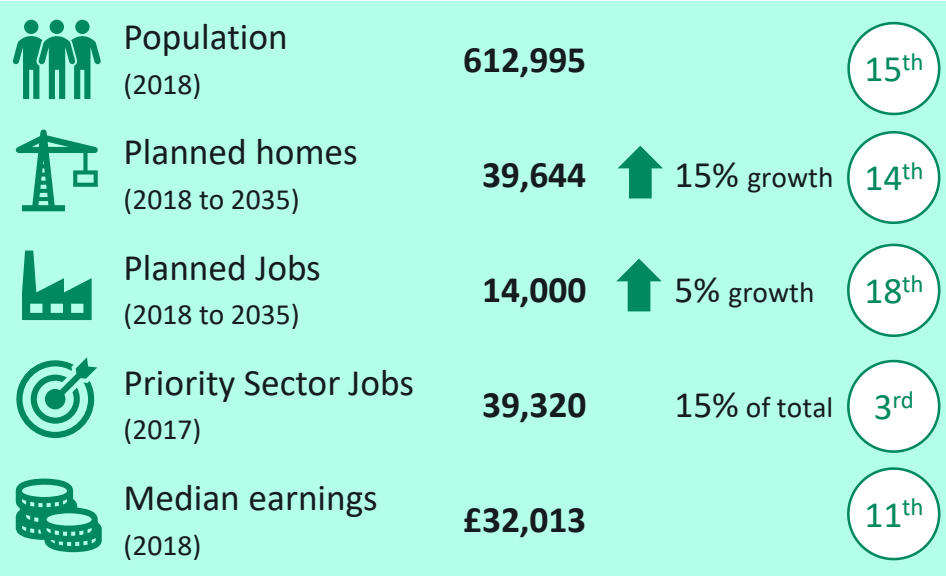 Population
(2018)
612,995
15th
Planned homes
(2018 to 2035)
39,644
15% growth
14th
Planned Jobs
(2018 to 2035)
14,000
5% growth
18th
Priority Sector Jobs
(2017)
39,320
15% of total
3rd
Median earnings
(2018)
£32,013
11th